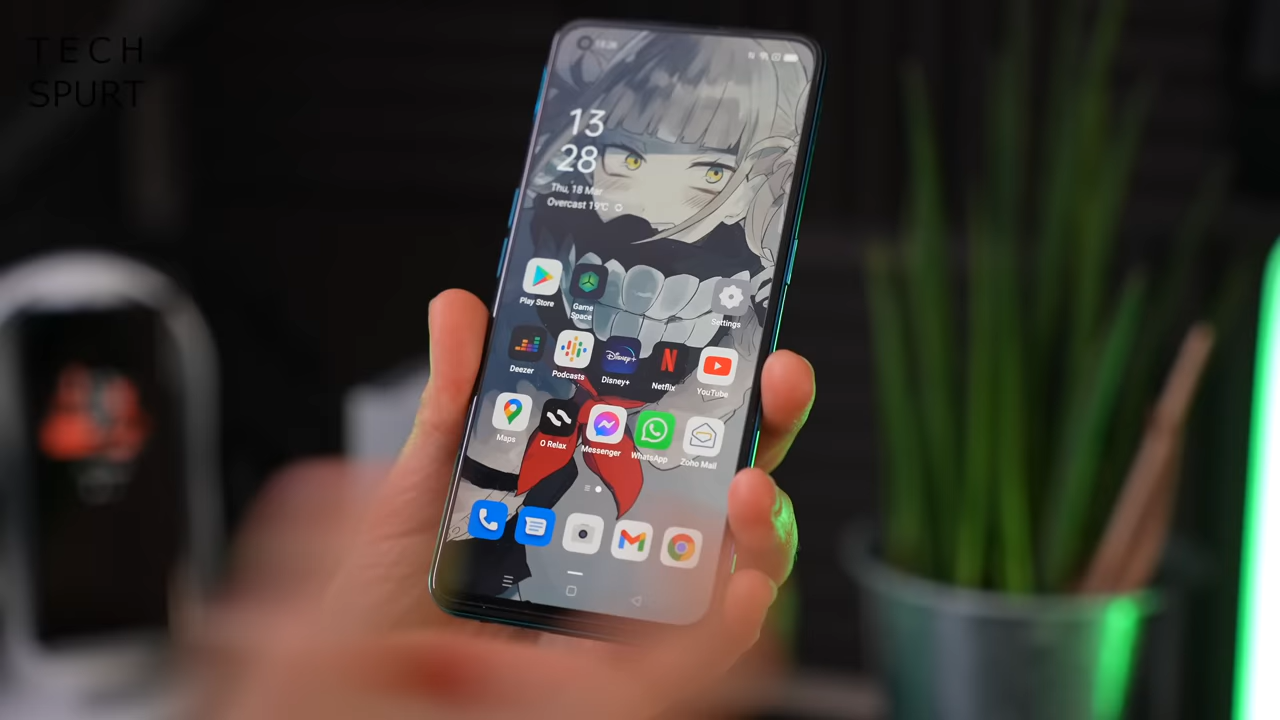 TECH
SPURT
13
28
Thu, 18 Mar
Overcast 19°C
Play Store
Game
Space
Settings
Deezer
Podcasts
Disney+
Disney+
Netflix
YouTube
Maps
O Relax
Messenger
WhatsApp
Zoho Mail